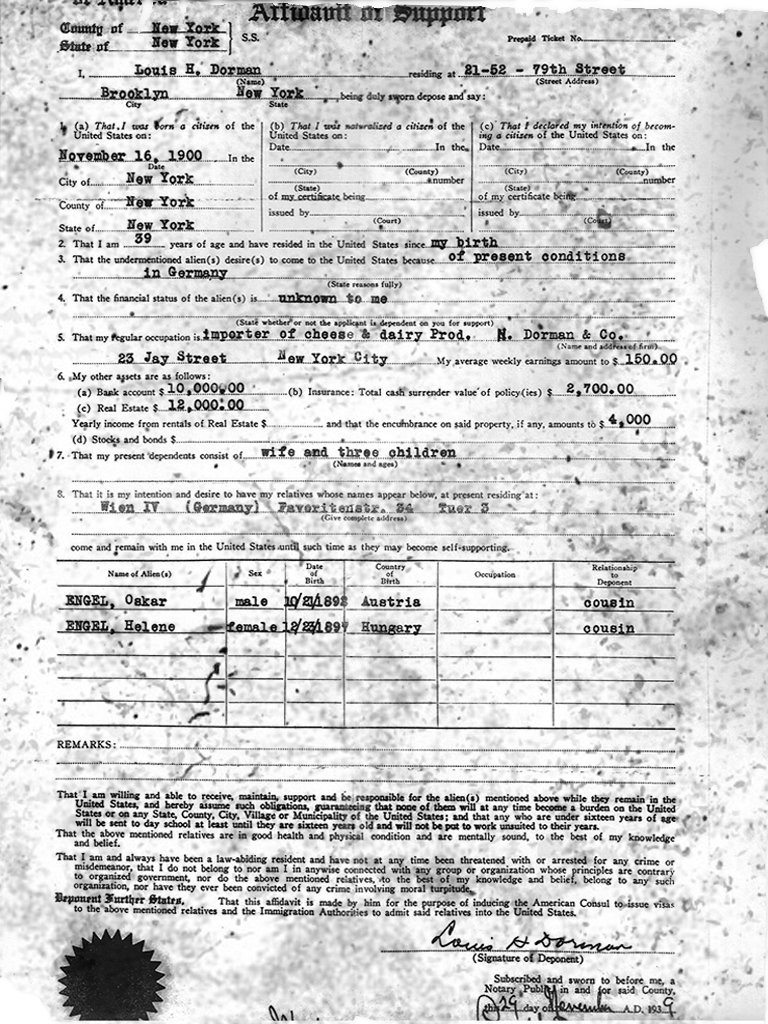 Affidavit of Support
County of New York
State of New York } S.S.
Prepaid Ticket No.
I, Louis H. Dorman residing at 21-52 - 79th Street
(Name) (Street Address)
Brooklyn New York being duly sworn depose and say:
City State
1. (a) That I was born a citizen of the United States on:
November 16, 1900 In the
Date
City of New York
County of New York
State of New York
(b) That I was naturalized a citizen of the United States on:
Date In the
(City) (County)
(State) number
of my certificate being
issued by
(Court)
(c) That I declared my intention of becoming a citizen of the United States on:
Date In the
(City) (County)
(State) number
of my certificate being
issued by
(Court)
2. That I am 39 years of age and have resided in the United States since my birth
3. That the undermentioned alien(s) desire(s) to come to the United States because of present conditions
in Germany
(State reasons fully)
4. That the financial status of the alien(s) is unknown to me
(State whether or not the applicant is dependent on you for support)
5. That my regular occupation is importer of cheese & dairy Prod. N. Dorman & Co.
(Name and address of firm)
23 Jay Street New York City My average weekly earnings amount to $ 150.00
6. My other assets are as follows:
(a) Bank account $ 10,000.00 (b) Insurance: Total cash surrender value of policy(ies) $ 2,700.00
(c) Real Estate $ 12,000.00
Yearly income from rentals of Real Estate $ and that the encumbrance on said property, if any, amounts to $ 4,000
(d) Stocks and bonds $
7. That my present dependents consist of wife and three children
(Names and ages)
8. That it is my intention and desire to have my relatives whose names appear below, at present residing at:
Wien IV (Germany) Favoritenstr. 34 Tuer 3
(Give complete address)
come and remain with me in the United States until such time as they may become self-supporting.
Name of Alien(s) Sex Date of Birth Country of Birth Occupation Relationship to Deponent
ENGEL, Oskar male 10/21/1892 Austria cousin
ENGEL, Helene female 12/23/1897 Hungary cousin
REMARKS:
That I am willing and able to receive, maintain, support and be responsible for the alien(s) mentioned above while they remain in the
United States, and hereby assume such obligations, guaranteeing that none of them will at any time become a burden on the United
States or on any State, County, City, Village or Municipality of the United States; and that any who are under sixteen years of age
will be sent to day school at least until they are sixteen years old and will not be put to work unsuited to their years.
That the above mentioned relatives are in good health and physical condition and are mentally sound, to the best of my knowledge
and belief.
That I am and always have been a law-abiding resident and have not at any time been threatened with or arrested for any crime or
misdemeanor, that I do not belong to nor am I in anywise connected with any group or organization whose principles are contrary
to organized government, nor do the above mentioned relatives, to the best of my knowledge and belief, belong to any such
organization, nor have they ever been convicted of any crime involving moral turpitude.
Deponent Further States, That this affidavit is made by him for the purpose of inducing the American Consul to issue visas
to the above mentioned relatives and the Immigration Authorities to admit said relatives into the United States.
Louis H Dorman
(Signature of Deponent)
Subscribed and sworn to before me, a
Notary Public in and for said County,
this 29 day of November A.D. 1939